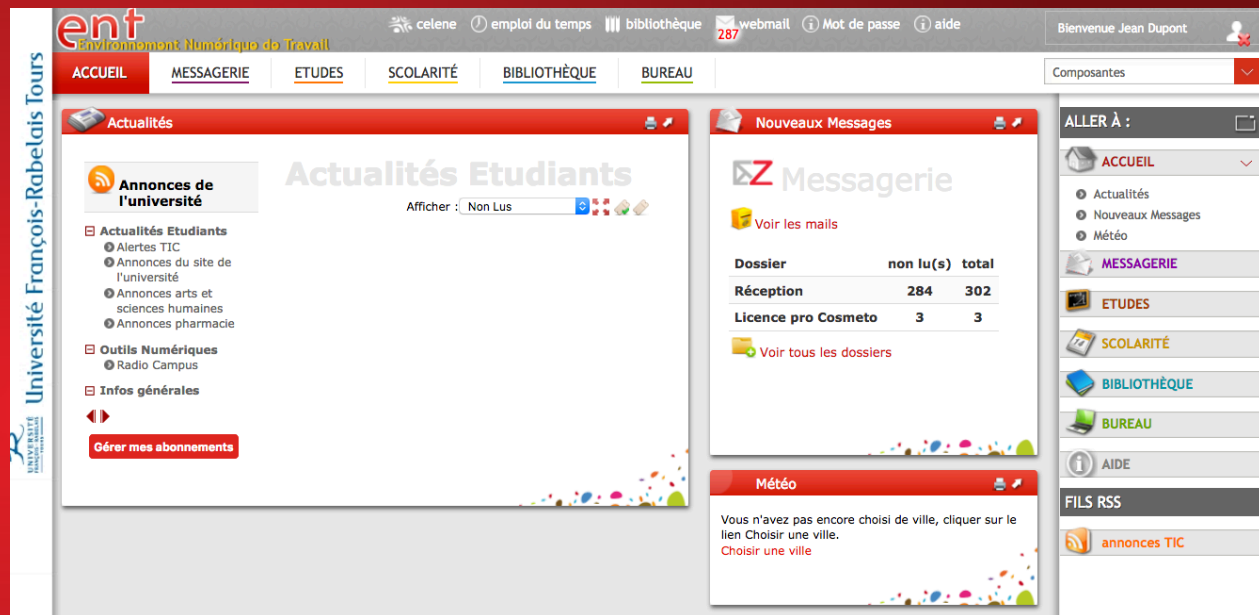 ent
Environnement Numérique de Travail
celene
emploi du temps
bibliothèque
287
webmail
Mot de passe
aide
Bienvenue Jean Dupont
ACCUEIL
MESSAGERIE
ETUDES
SCOLARITÉ
BIBLIOTHÈQUE
BUREAU
Composantes
Université François-Rabelais Tours
UNIVERSITÉ
Actualités
Annonces de
l'université
Actualités Etudiants
Alertes TIC
Annonces du site de
l'université
Annonces arts et
sciences humaines
Annonces pharmacie
Outils Numériques
Radio Campus
Infos générales
Gérer mes abonnements
Actualités Etudiants
Afficher : Non Lus
Nouveaux Messages
Messagerie
Voir les mails
Dossier non lu(s) total
Réception 284 302
Licence pro Cosmeto 3 3
Voir tous les dossiers
Météo
Vous n'avez pas encore choisi de ville, cliquer sur le
lien Choisir une ville.
Choisir une ville
ALLER À :
ACCUEIL
Actualités
Nouveaux Messages
Météo
MESSAGERIE
ETUDES
SCOLARITÉ
BIBLIOTHÈQUE
BUREAU
AIDE
FILS RSS
annonces TIC